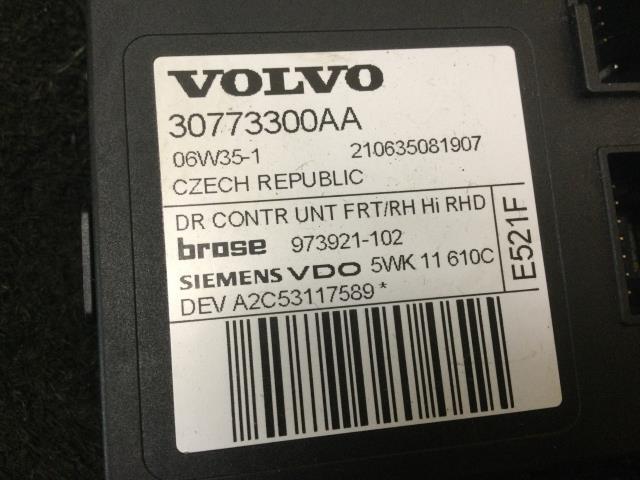 VOLVO
30773300AA
06W35-1 210635081907
CZECH REPUBLIC
DR CONTR UNT FRT/RH Hi RHD
brose 973921-102
SIEMENS VDO 5WK 11 610C
DEV A2C53117589 *
E521F